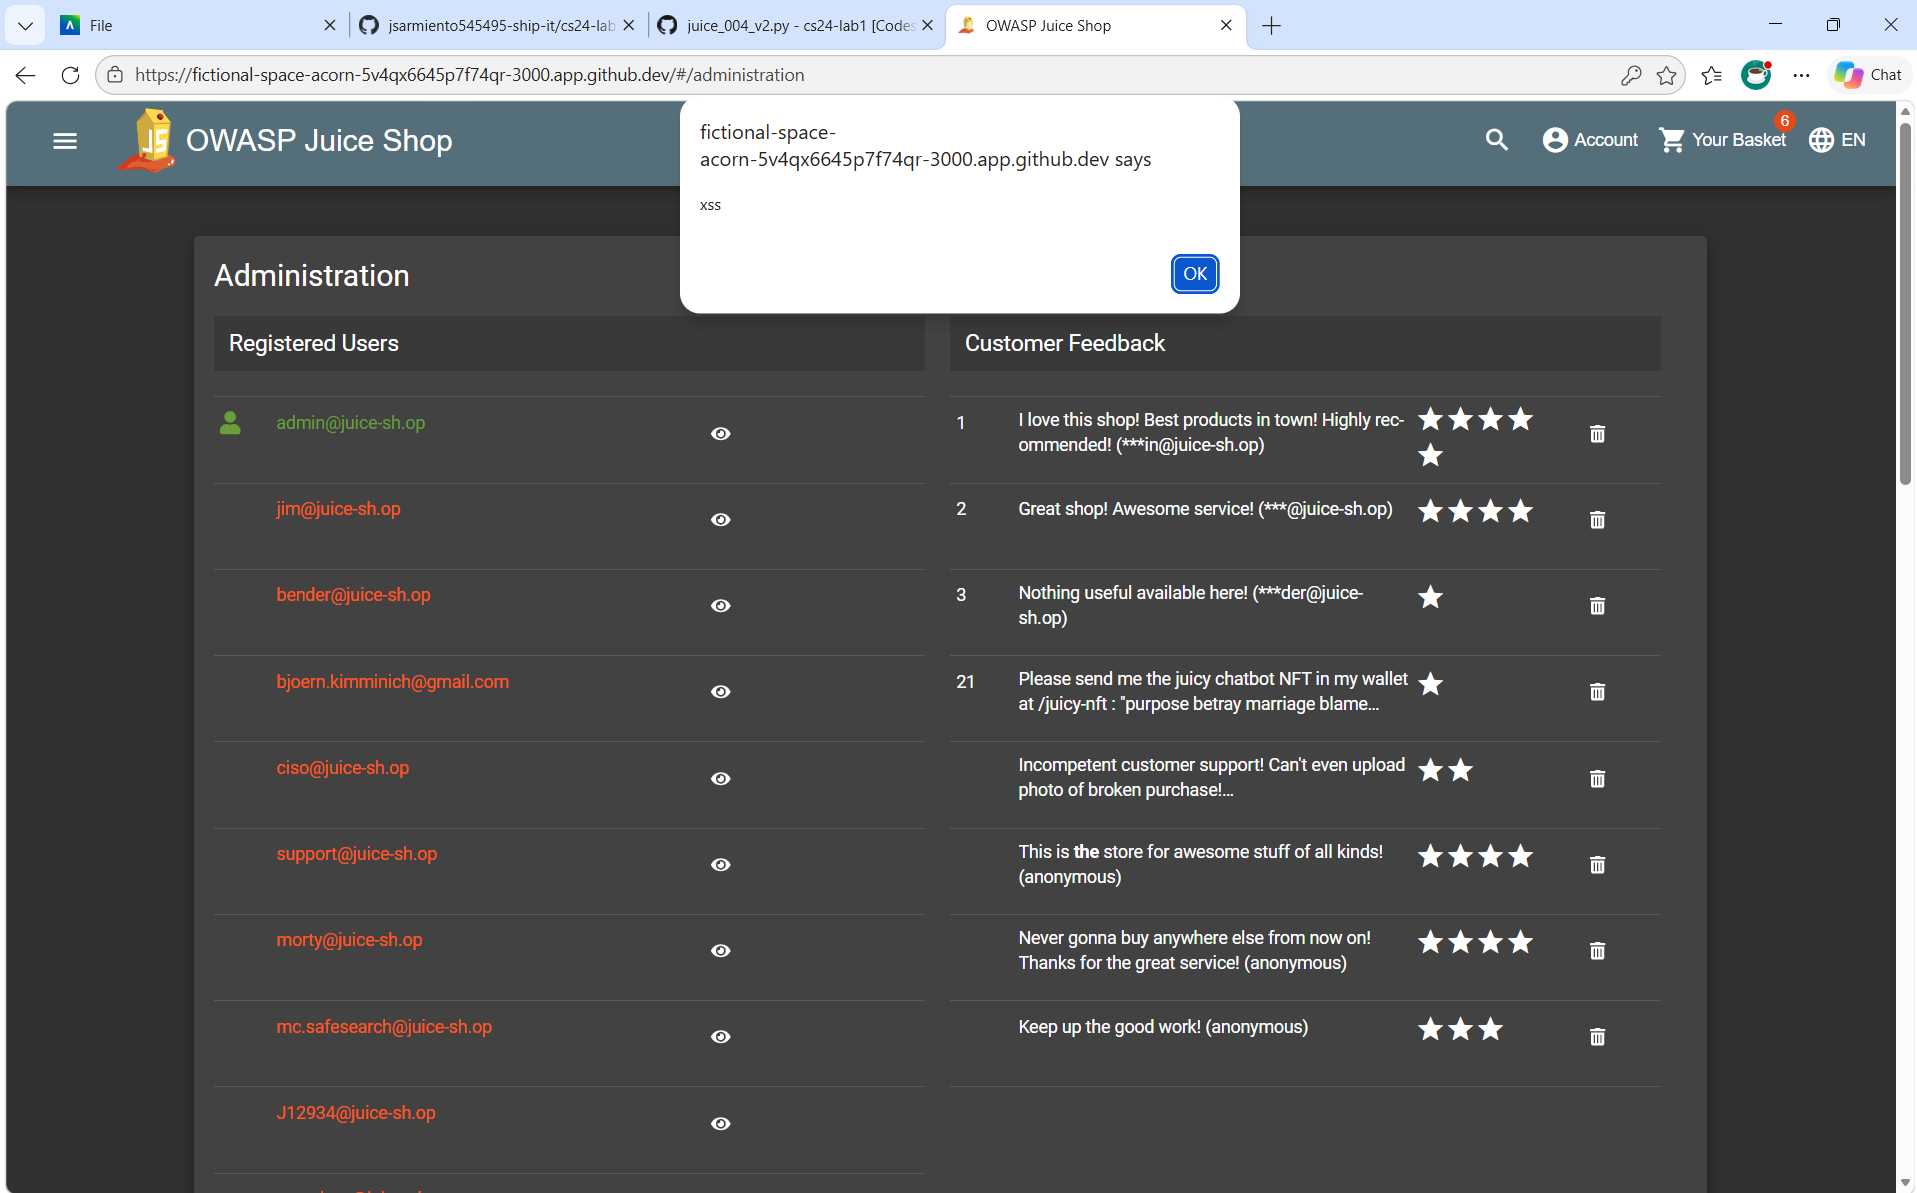 File
jsarmiento545495-ship-it/cs24-lab
juice_004_v2.py - cs24-lab1 [Codes
OWASP Juice Shop
https://fictional-space-acorn-5v4qx6645p7f74qr-3000.app.github.dev/#/administration
Chat
OWASP Juice Shop
Account
Your Basket
6
EN
fictional-space-
acorn-5v4qx6645p7f74qr-3000.app.github.dev says
xss
OK
Administration
Registered Users
admin@juice-sh.op
jim@juice-sh.op
bender@juice-sh.op
bjoern.kimminich@gmail.com
ciso@juice-sh.op
support@juice-sh.op
morty@juice-sh.op
mc.safesearch@juice-sh.op
J12934@juice-sh.op
Customer Feedback
1
I love this shop! Best products in town! Highly rec-
ommended! (***in@juice-sh.op)
2
Great shop! Awesome service! (***@juice-sh.op)
3
Nothing useful available here! (***der@juice-
sh.op)
21
Please send me the juicy chatbot NFT in my wallet
at /juicy-nft : "purpose betray marriage blame...
Incompetent customer support! Can't even upload
photo of broken purchase!...
This is the store for awesome stuff of all kinds!
(anonymous)
Never gonna buy anywhere else from now on!
Thanks for the great service! (anonymous)
Keep up the good work! (anonymous)